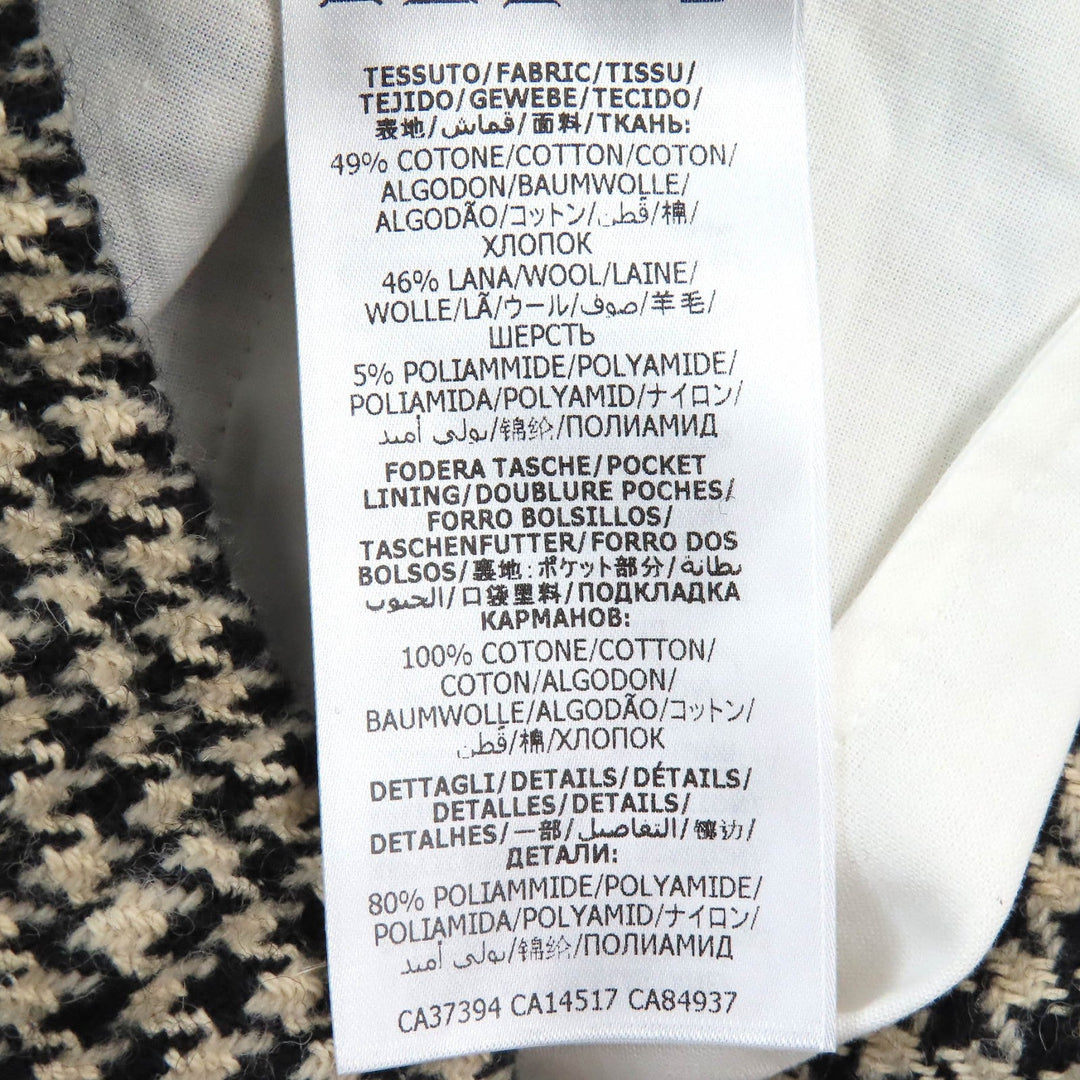 TESSUTO/FABRIC/TISSU/
TEJIDO/GEWEBE/TECIDO/
表地/قماش/面料/ТКАНЬ:
49% COTONE/COTTON/COTON/
ALGODON/BAUMWOLLE/
ALGODÃO/コットン/قطن/棉/
ХЛОПОК
46% LANA/WOOL/LAINE/
WOLLE/LÃ/ウール/صوف/羊毛/
ШЕРСТЬ
5% POLIAMMIDE/POLYAMIDE/
POLIAMIDA/POLYAMID/ナイロン/
بولي أميد/锦纶/ПОЛИАМИД
FODERA TASCHE/POCKET
LINING/DOUBLURE POCHES/
FORRO BOLSILLOS/
TASCHENFUTTER/FORRO DOS
BOLSOS/裏地:ポケット部分/بطانة
الجيوب/口袋里料/ПОДКЛАДКА
КАРМАНОВ:
100% COTONE/COTTON/
COTON/ALGODON/
BAUMWOLLE/ALGODÃO/コットン/
قطن/棉/ХЛОПОК
DETTAGLI/DETAILS/DÉTAILS/
DETALLES/DETAILS/
DETALHES/一部/التفاصيل/镶边/
ДЕТАЛИ:
80% POLIAMMIDE/POLYAMIDE/
POLIAMIDA/POLYAMID/ナイロン/
بولي أميد/锦纶/ПОЛИАМИД
CA37394 CA14517 CA84937